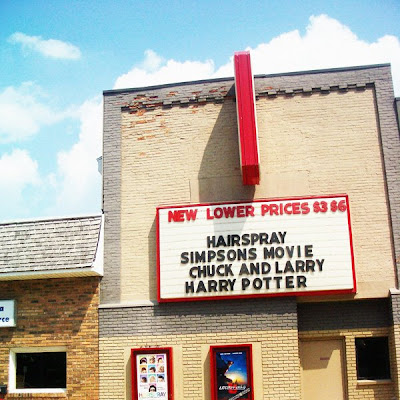 NEW LOWER PRICES $3 $6
HAIRSPRAY
SIMPSONS MOVIE
CHUCK AND LARRY
HARRY POTTER